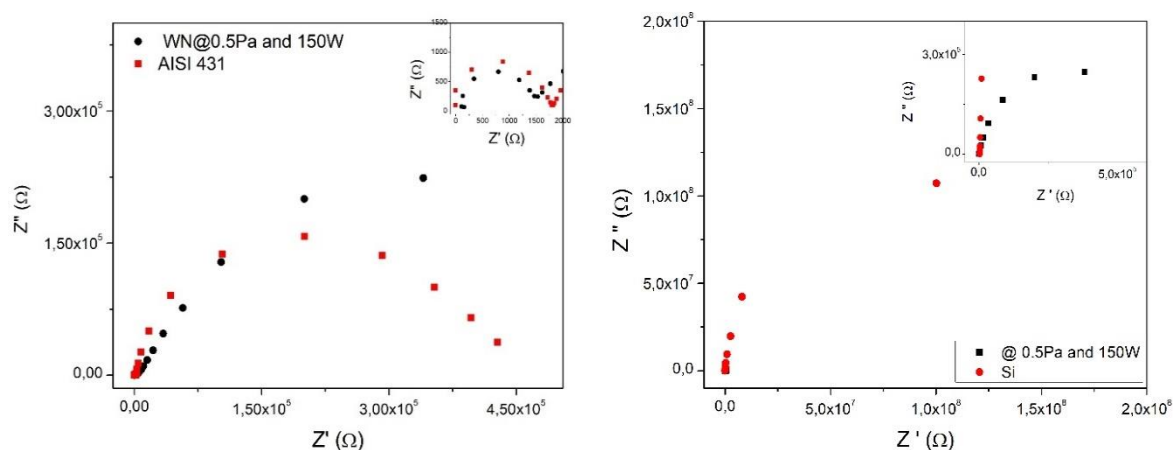 WN@0.5Pa and 150W
AISI 431
Z'' (Ω)
3,00x10⁵
1,50x10⁵
0,00
0,00
1,50x10⁵
3,00x10⁵
4,50x10⁵
Z' (Ω)
Z'' (Ω)
1500
1000
500
0
0
500
1000
1500
2000
Z' (Ω)
Z'' (Ω)
2,0x10⁸
1,5x10⁸
1,0x10⁸
5,0x10⁷
0,0
0,0
5,0x10⁷
1,0x10⁸
1,5x10⁸
2,0x10⁸
Z ' (Ω)
Z'' (Ω)
3,0x10⁵
0,0
0,0
Z ' (Ω)
@ 0.5Pa and 150W
Si